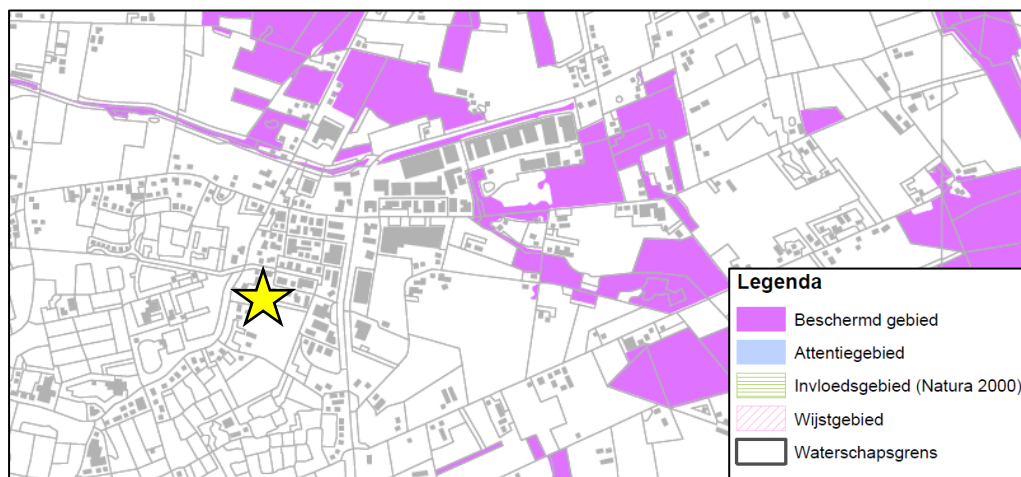 Legenda
Beschermd gebied
Attentiegebied
Invloedsgebied (Natura 2000)
Wijstgebied
Waterschapsgrens